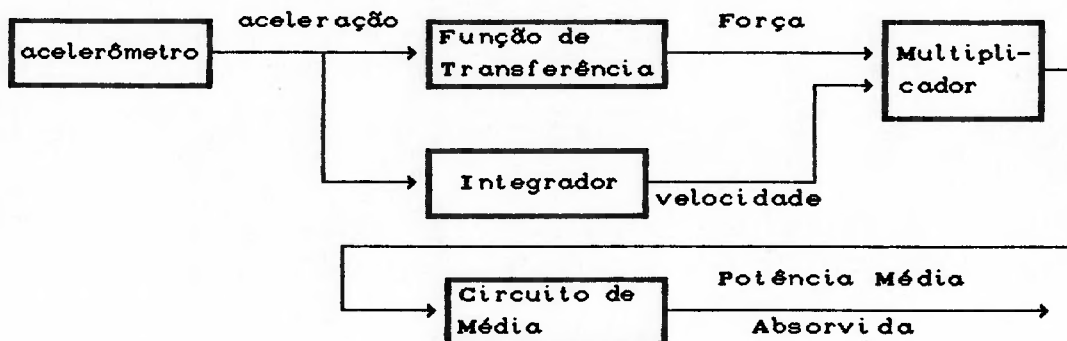 aceleração
Força
acelerômetro
Função de
Transferência
Multipli-
cador
Integrador
velocidade
Circuito de
Média
Potência Média
Absorvida